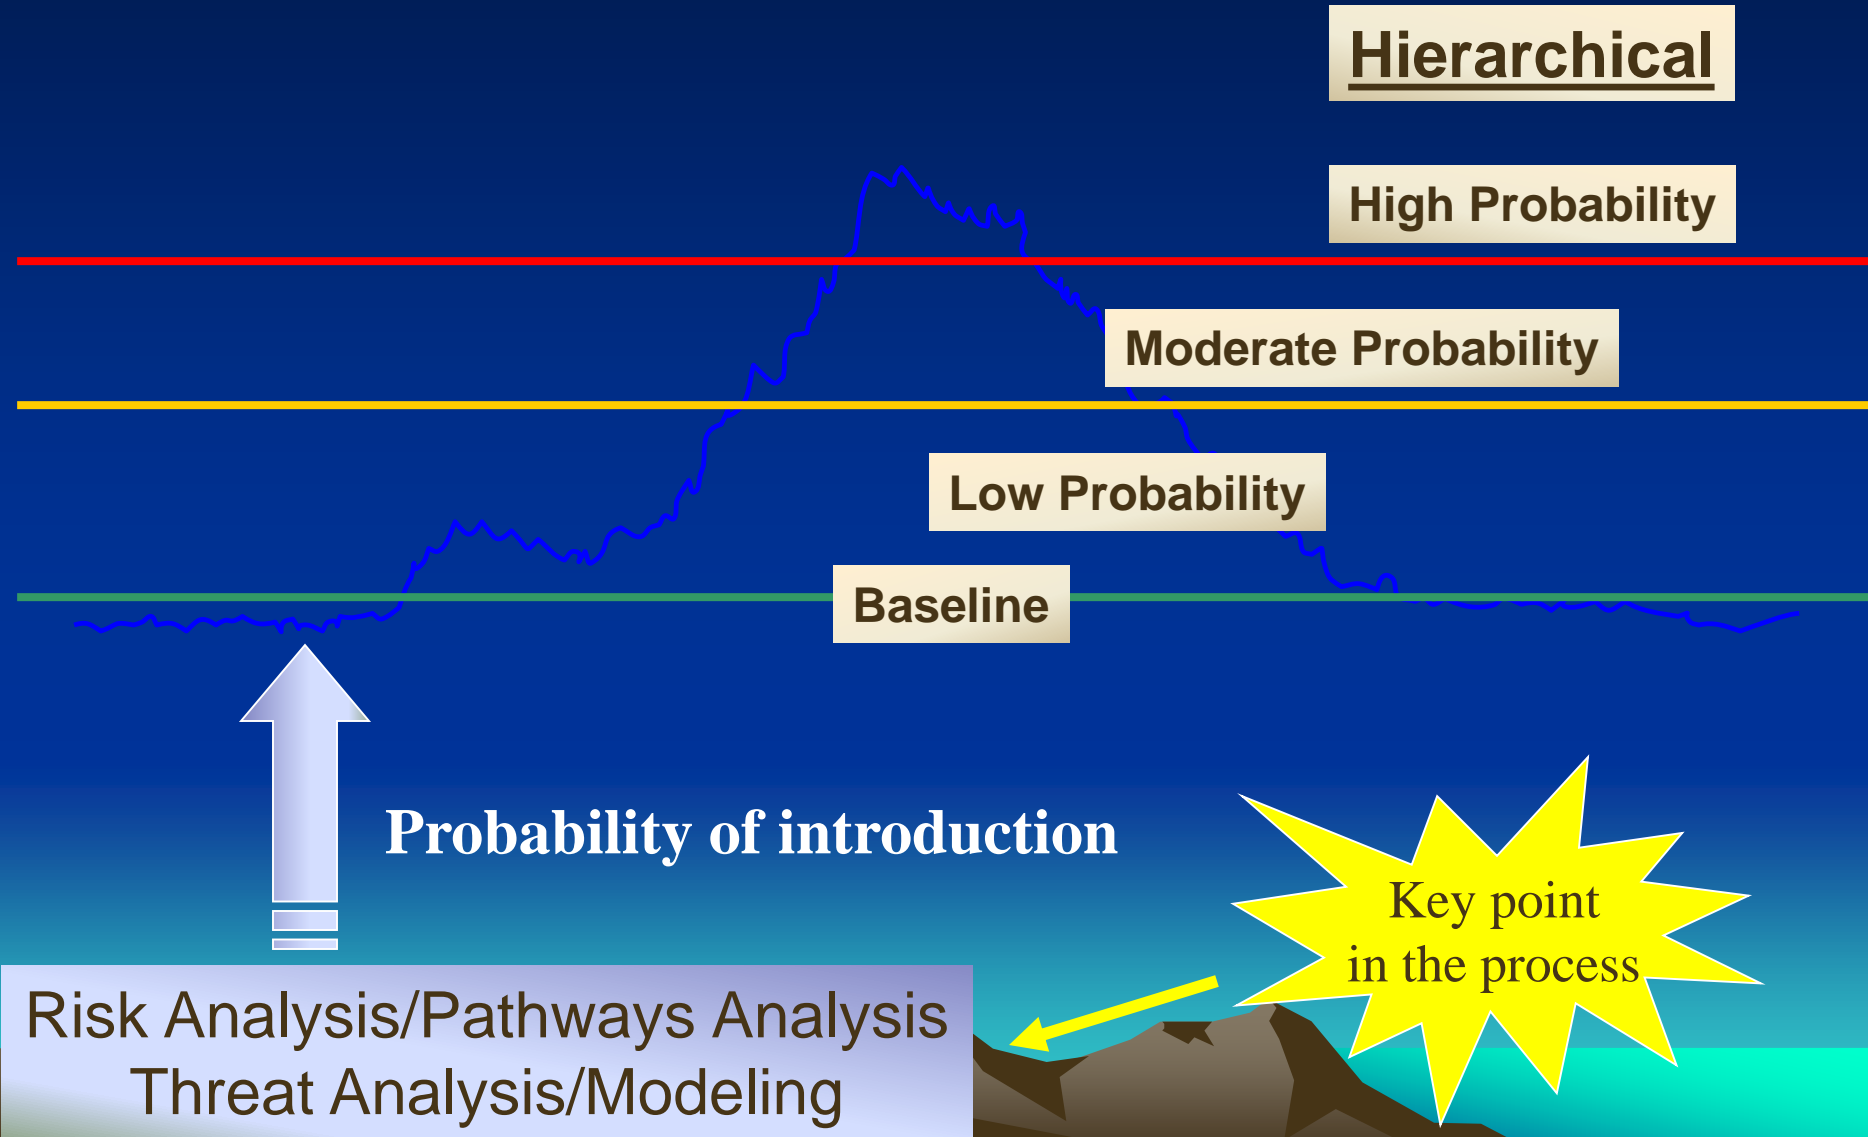 Hierarchical
High Probability
Moderate Probability
Low Probability
Baseline
Probability of introduction
Key point
in the process
Risk Analysis/Pathways Analysis
Threat Analysis/Modeling